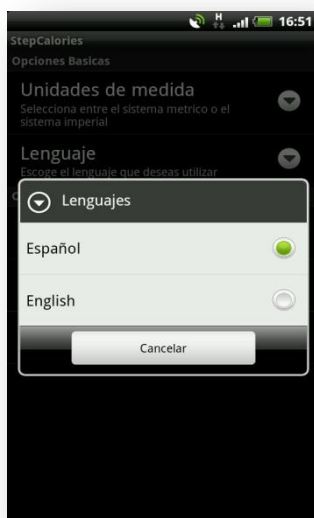 H 16:51
StepCalories
Opciones Basicas
Unidades de medida
Selecciona entre el sistema metrico o el
sistema imperial
Lenguaje
Escoge el lenguaje que deseas utilizar
Lenguajes
Español
English
Cancelar